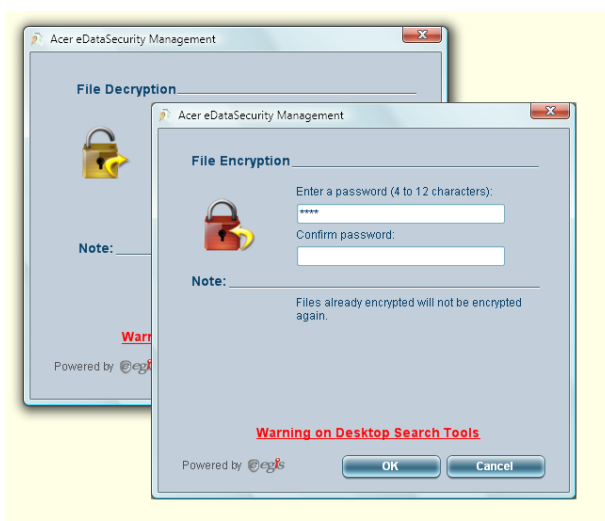 Acer eDataSecurity Management
File Decryption
Note:
Powered by egi
Acer eDataSecurity Management
File Encryption
Enter a password (4 to 12 characters):
****
Confirm password:
Note:
Files already encrypted will not be encrypted
again.
Warning on Desktop Search Tools
Powered by egis
OK
Cancel